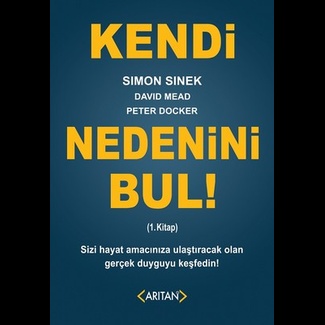 KENDi
SIMON SINEK
DAVID MEAD
PETER DOCKER
NEDENiNi
BUL!
(1.Kitap)
Sizi hayat amacınıza ulaştıracak olan
gerçek duyguyu keşfedin!
<ARITAN>